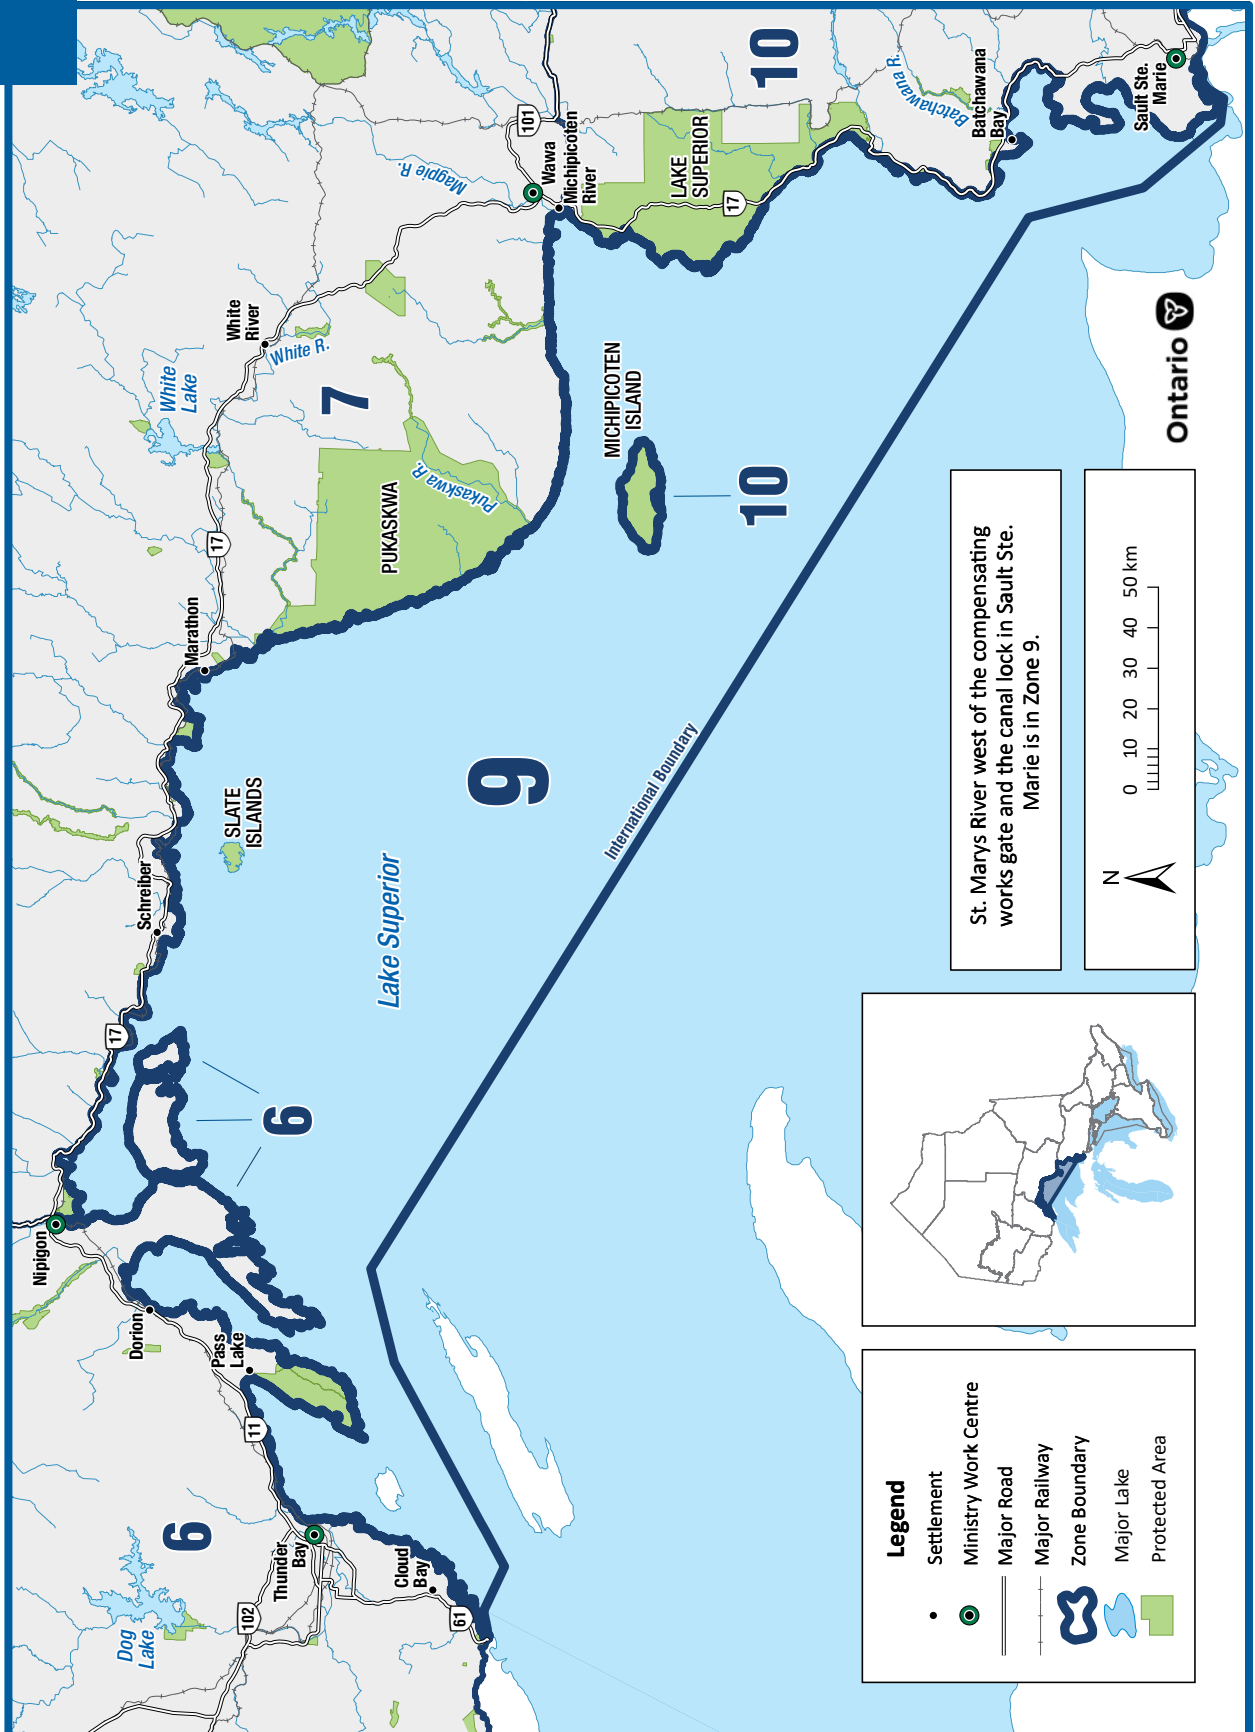 Dog
Lake
6
102
Thunder
Bay
Cloud
Bay
61
11
Pass
Lake
Dorion
Nipigon
6
17
Schreiber
SLATE
ISLANDS
Lake Superior
9
International Boundary
Marathon
17
PUKASKWA
Pukaskwa R.
7
White
Lake
White
River
White R.
MICHIPICOTEN
ISLAND
10
Magpie R.
101
Wawa
Michipicoten
River
LAKE
SUPERIOR
17
10
Batchawana R.
Batchawana
Bay
Sault Ste.
Marie
Legend
Settlement
Ministry Work Centre
Major Road
Major Railway
Zone Boundary
Major Lake
Protected Area
St. Marys River west of the compensating
works gate and the canal lock in Sault Ste.
Marie is in Zone 9.
N
0 10 20 30 40 50 km
Ontario